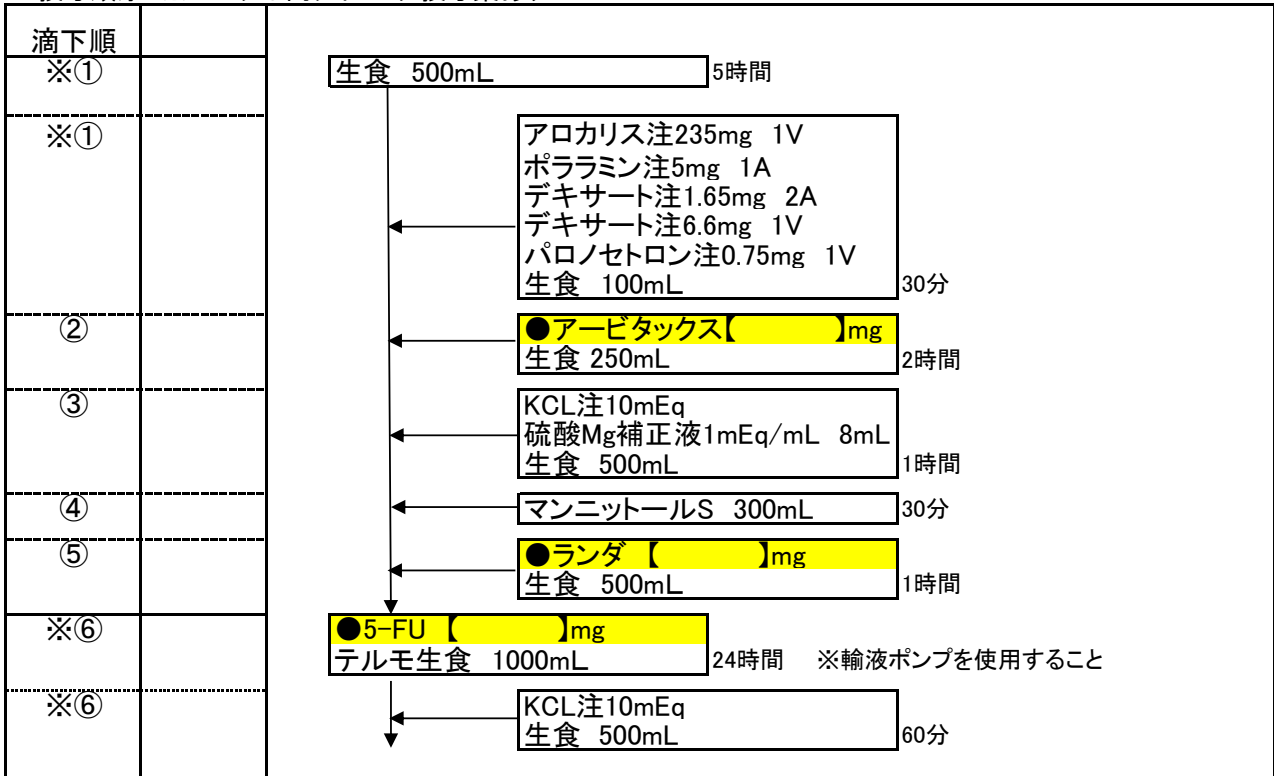 滴下順
※① 生食 500mL 5時間
※①
アロカリス注235mg 1V
ポララミン注5mg 1A
デキサート注1.65mg 2A
デキサート注6.6mg 1V
パロノセトロン注0.75mg 1V
生食 100mL 30分
② ●アービタックス【 】mg
生食 250mL 2時間
③ KCL注10mEq
硫酸Mg補正液1mEq/mL 8mL
生食 500mL 1時間
④ マンニットールS 300mL 30分
⑤ ●ランダ 【 】mg
生食 500mL 1時間
※⑥ ●5-FU 【 】mg
テルモ生食 1000mL 24時間 ※輸液ポンプを使用すること
※⑥ KCL注10mEq
生食 500mL 60分